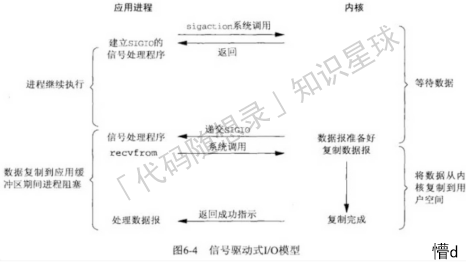 应用进程 内核
sigaction系统调用
建立SIGIO的
信号处理程序
返回
进程继续执行
等待数据
递交SIGIO
信号处理程序 数据报准备好
recvfrom 系统调用 复制数据报
数据复制到应用缓
冲区期间进程阻塞
将数据从内
核复制到用
户空间
处理数据报 返回成功指示 复制完成
图6-4 信号驱动式I/O模型
「代码随想录」知识星球
懵d